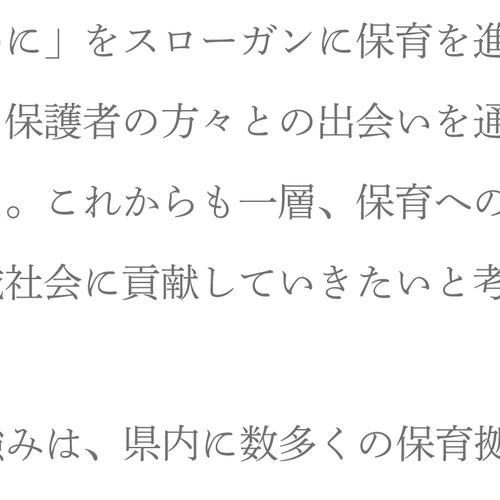 に」をスローガンに保育を進
保護者の方々との出会いを通
。これからも一層、保育への
社会に貢献していきたいと考
みは、県内に数多くの保育拠